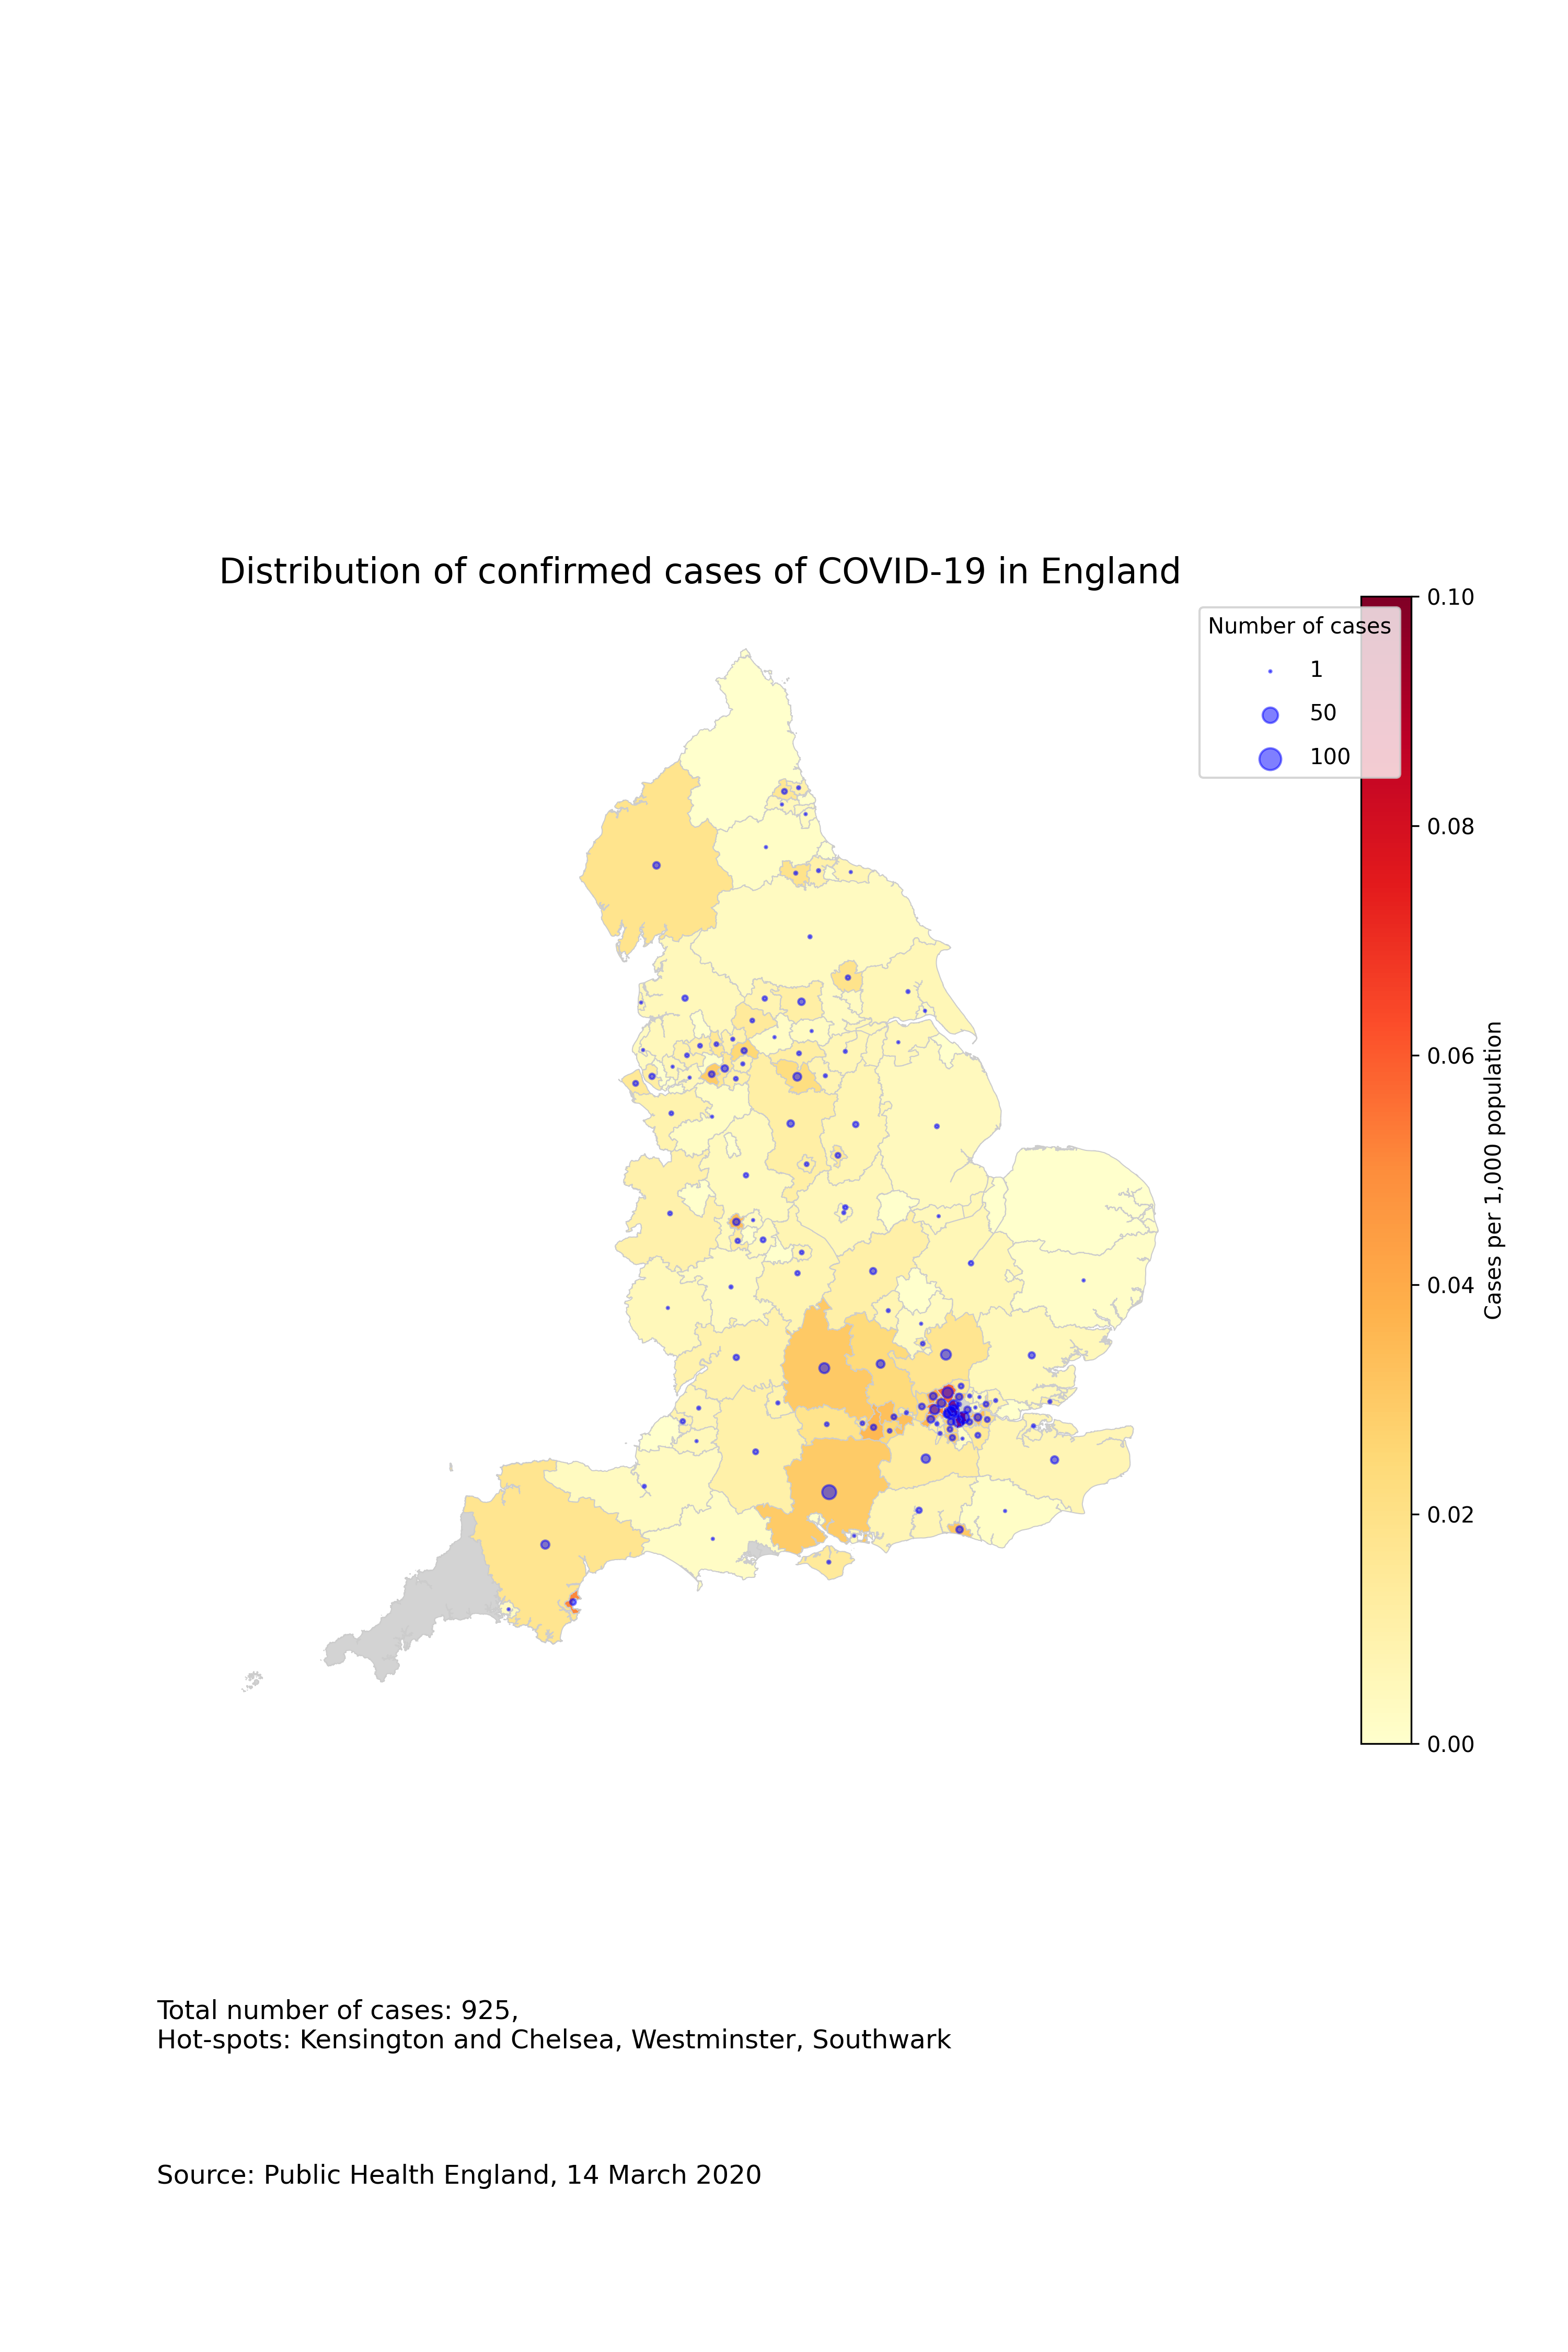 Distribution of confirmed cases of COVID-19 in England
Number of cases
1
50
100
0.10
0.08
0.06
0.04
0.02
0.00
Cases per 1,000 population
Total number of cases: 925,
Hot-spots: Kensington and Chelsea, Westminster, Southwark
Source: Public Health England, 14 March 2020